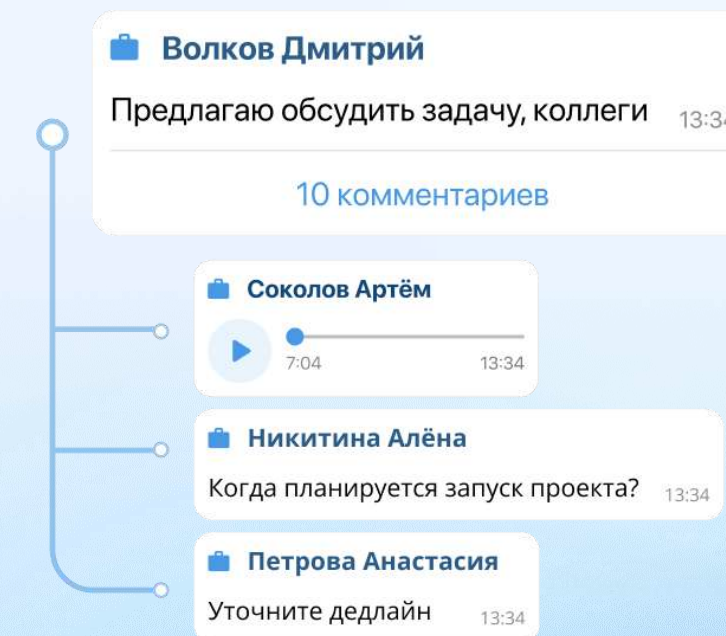 Волков Дмитрий
Предлагаю обсудить задачу, коллеги
10 комментариев
Соколов Артём
7:04 13:34
Никитина Алёна
Когда планируется запуск проекта? 13:34
Петрова Анастасия
Уточните дедлайн 13:34